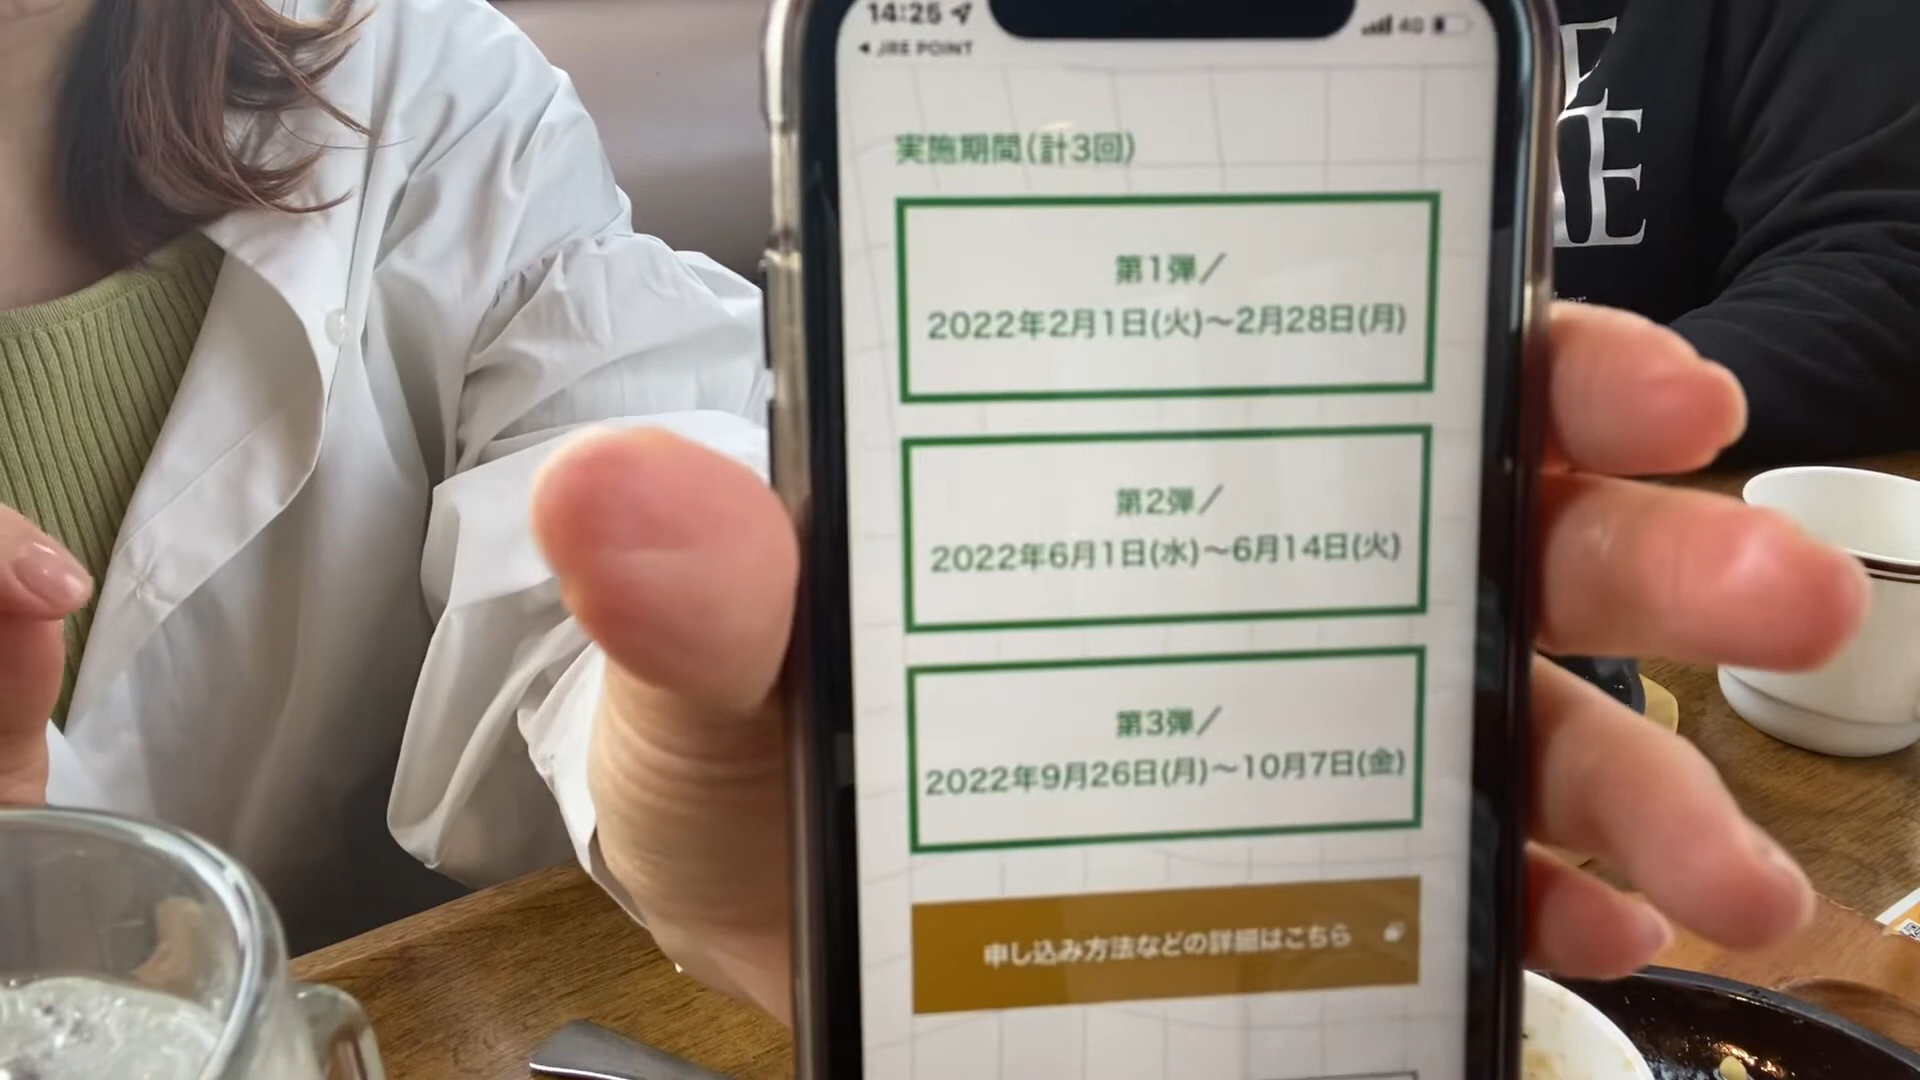 14:25
4G
◀ JRE POINT
実施期間(計3回)
第1弾／
2022年2月1日(火)～2月28日(月)
第2弾／
2022年6月1日(水)～6月14日(火)
第3弾／
2022年9月26日(月)～10月7日(金)
申し込み方法などの詳細はこちら